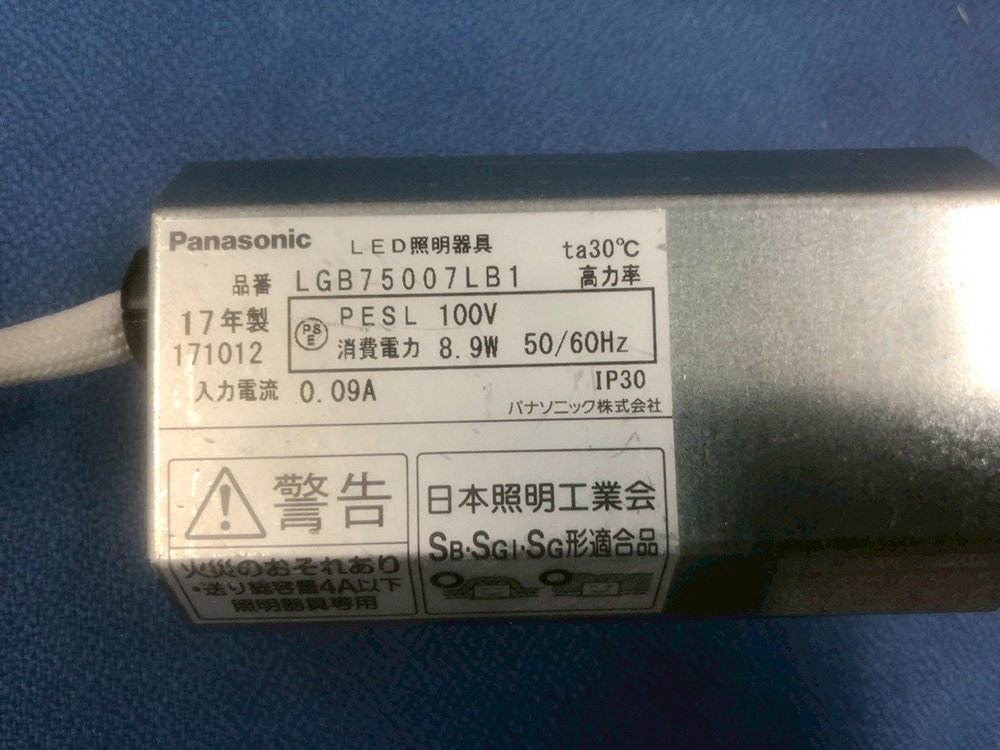 Panasonic LED照明器具 ta30℃
品番 LGB75007LB1 高力率
17年製 PSE PESL 100V
171012 消費電力 8.9W 50/60Hz
入力電流 0.09A IP30
パナソニック株式会社
警告
火災のおそれあり
・送り総容量4A以下
照明器具専用
日本照明工業会
SB・SGI・SG形適合品